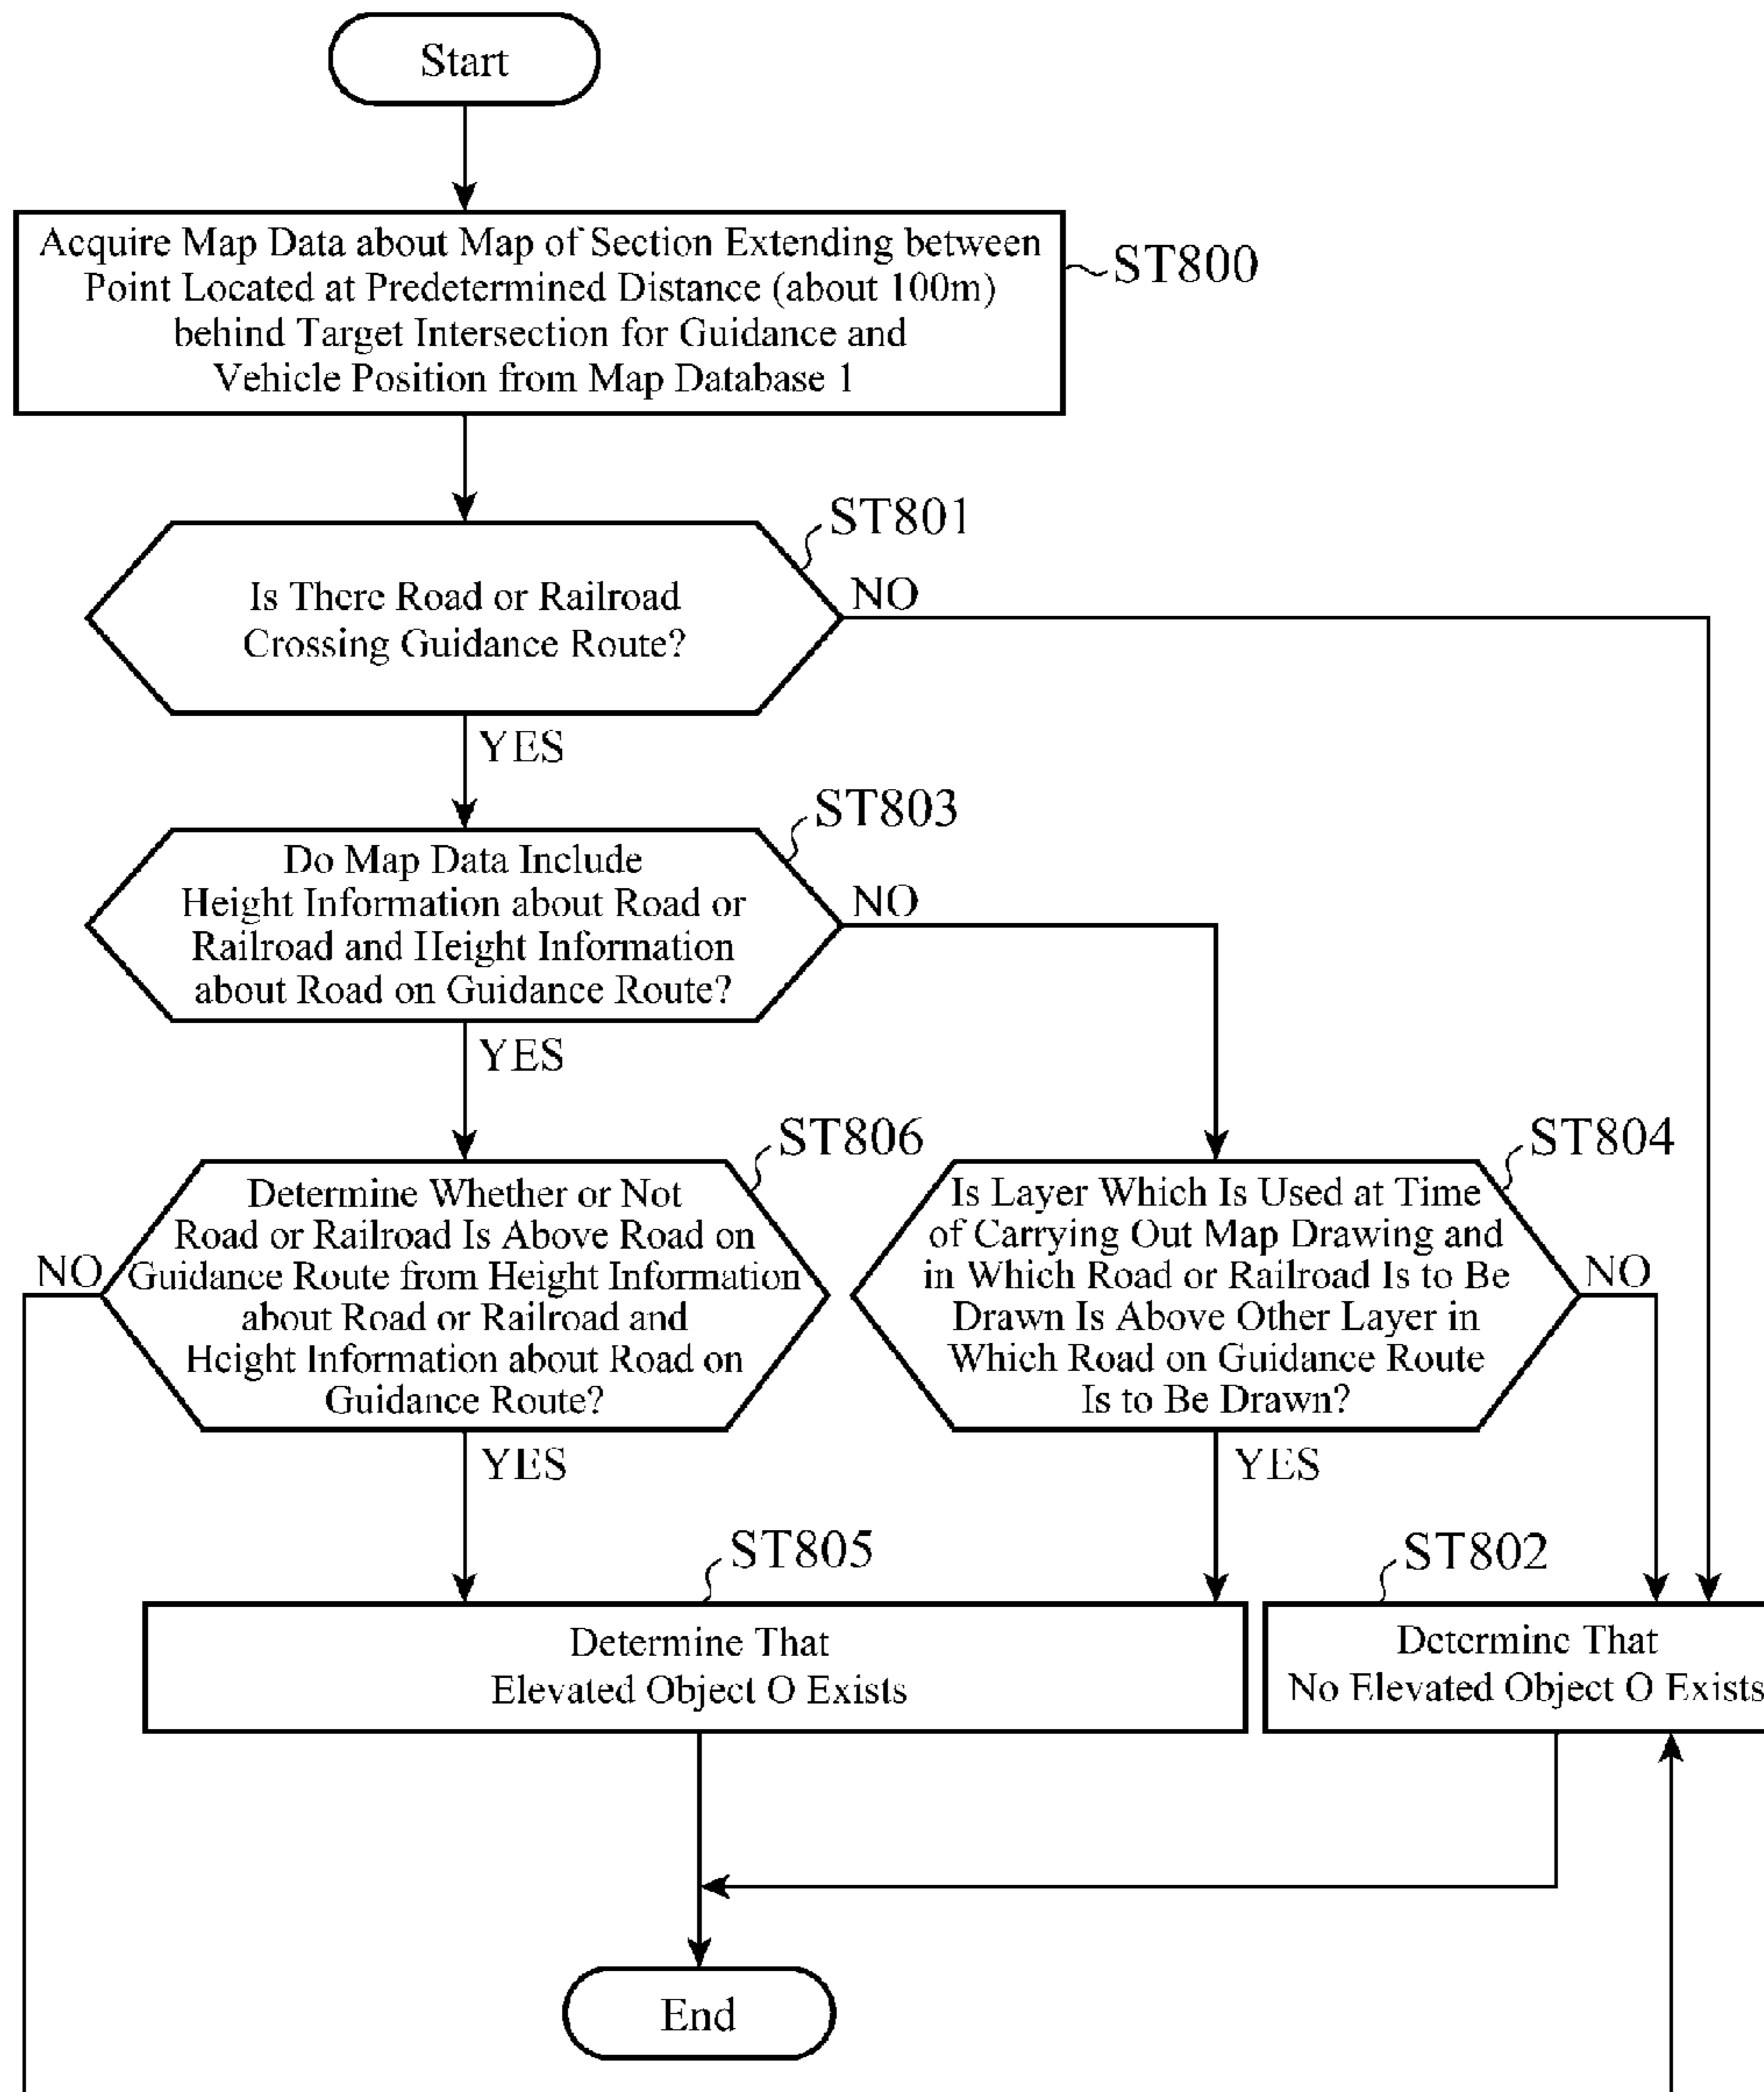 Start
Acquire Map Data about Map of Section Extending between
Point Located at Predetermined Distance (about 100m)
behind Target Intersection for Guidance and
Vehicle Position from Map Database 1
ST800
ST801
Is There Road or Railroad
Crossing Guidance Route?
NO
YES
ST803
Do Map Data Include
Height Information about Road or
Railroad and Height Information
about Road on Guidance Route?
NO
YES
ST806
Determine Whether or Not
Road or Railroad Is Above Road on
Guidance Route from Height Information
about Road or Railroad and
Height Information about Road on
Guidance Route?
NO
YES
ST804
Is Layer Which Is Used at Time
of Carrying Out Map Drawing and
in Which Road or Railroad Is to Be
Drawn Is Above Other Layer in
Which Road on Guidance Route
Is to Be Drawn?
NO
YES
ST805
Determine That
Elevated Object O Exists
ST802
Determine That
No Elevated Object O Exists
End